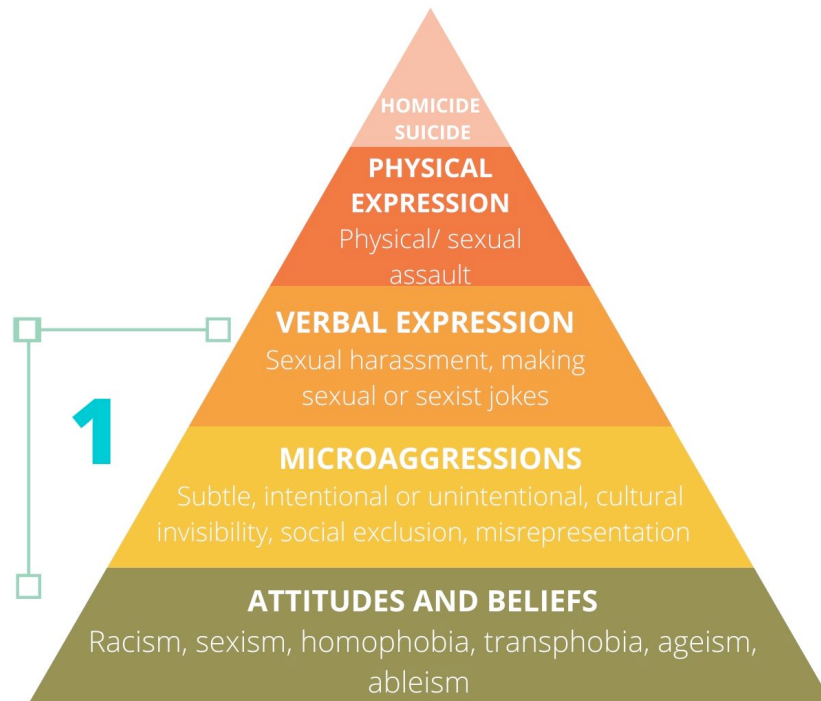 HOMICIDE
SUICIDE
PHYSICAL
EXPRESSION
Physical/ sexual
assault
VERBAL EXPRESSION
Sexual harassment, making
sexual or sexist jokes
1
MICROAGGRESSIONS
Subtle, intentional or unintentional, cultural
invisibility, social exclusion, misrepresentation
ATTITUDES AND BELIEFS
Racism, sexism, homophobia, transphobia, ageism,
ableism